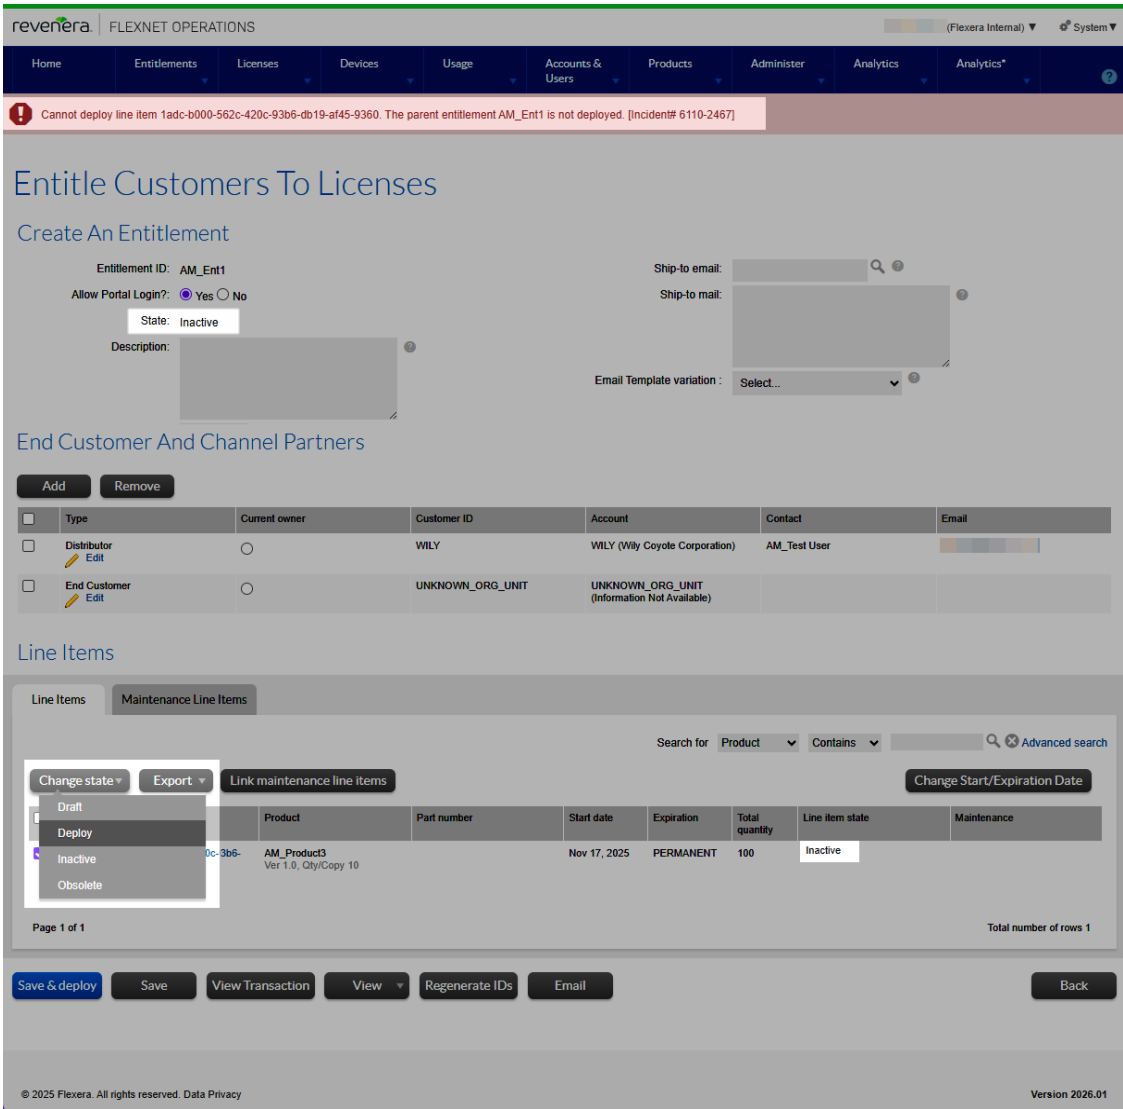 revenera. FLEXNET OPERATIONS
(Flexera Internal) ▼ System ▼
Home Entitlements Licenses Devices Usage Accounts & Users Products Administer Analytics Analytics*
Cannot deploy line item 1adc-b000-562c-420c-93b6-db19-af45-9360. The parent entitlement AM_Ent1 is not deployed. [Incident# 6110-2467]
Entitle Customers To Licenses
Create An Entitlement
Entitlement ID: AM_Ent1
Allow Portal Login?: Yes No
State: Inactive
Description:
Ship-to email:
Ship-to mail:
Email Template variation : Select...
End Customer And Channel Partners
Add Remove
Type Current owner Customer ID Account Contact Email
Distributor WILY WILY (Wily Coyote Corporation) AM_Test User
Edit
End Customer UNKNOWN_ORG_UNIT UNKNOWN_ORG_UNIT
Edit (Information Not Available)
Line Items
Line Items Maintenance Line Items
Search for Product Contains Advanced search
Change state Export Link maintenance line items Change Start/Expiration Date
Draft
Deploy
Inactive
Obsolete
Product Part number Start date Expiration Total quantity Line item state Maintenance
0c-3b6- AM_Product3 Nov 17, 2025 PERMANENT 100 Inactive
Ver 1.0, Qty/Copy 10
Page 1 of 1 Total number of rows 1
Save & deploy Save View Transaction View Regenerate IDs Email Back
© 2025 Flexera. All rights reserved. Data Privacy Version 2026.01